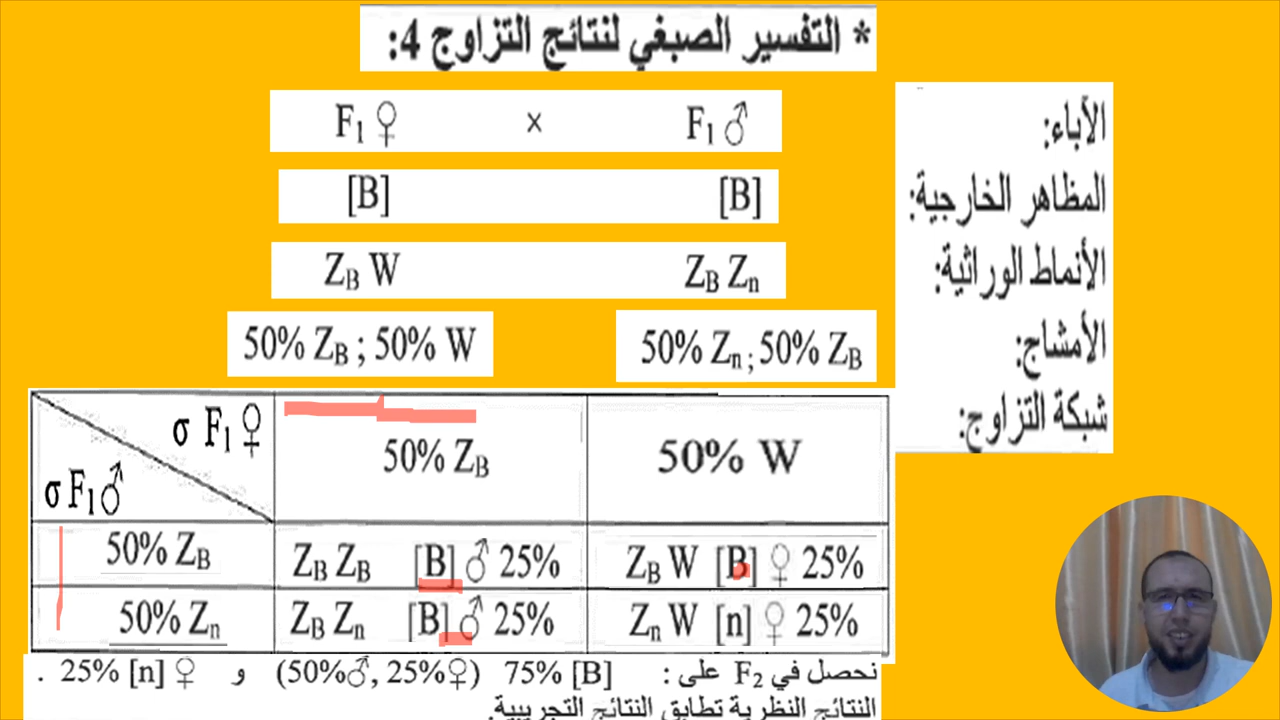 * التفسير الصبغي لنتائج التزاوج 4:
الآباء: F₁ ♂ × F₁ ♀
المظاهر الخارجية: [B] [B]
الأنماط الوراثية: Z_B Z_n Z_B W
الأمشاج: 50% Z_n ; 50% Z_B 50% Z_B ; 50% W
شبكة التزاوج:
σ F₁ ♀ 50% Z_B 50% W
σ F₁ ♂
50% Z_B Z_B Z_B [B] ♂ 25% Z_B W [B] ♀ 25%
50% Z_n Z_B Z_n [B] ♂ 25% Z_n W [n] ♀ 25%
نحصل في F₂ على : 75% [B] (50%♂, 25%♀) و 25% [n] ♀ .
النتائج النظرية تطابق النتائج التجريبية.